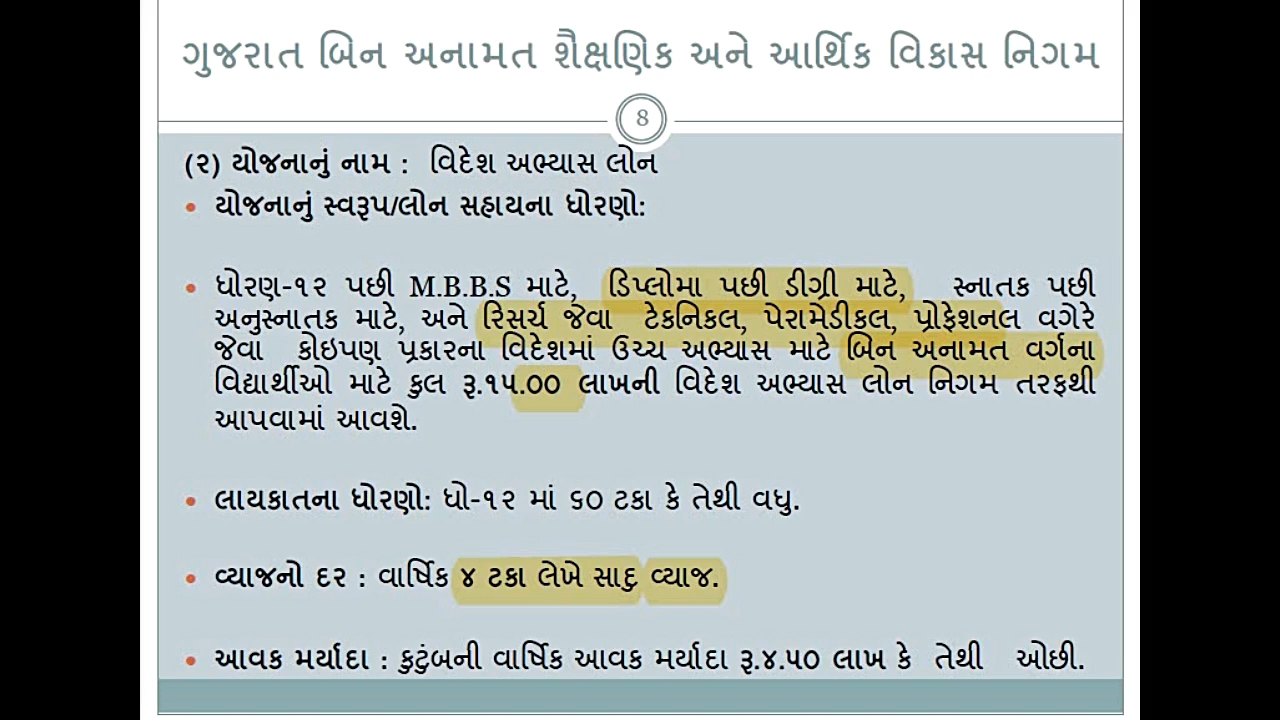 ગુજરાત બિન અનામત શૈક્ષણિક અને આર્થિક વિકાસ નિગમ
8
(૨) યોજનાનું નામ : વિદેશ અભ્યાસ લોન
• યોજનાનું સ્વરૂપ/લોન સહાયના ધોરણો:
• ધોરણ-૧૨ પછી M.B.B.S માટે, ડિપ્લોમા પછી ડીગ્રી માટે, સ્નાતક પછી
અનુસ્નાતક માટે, અને રિસર્ચ જેવા ટેકનિકલ, પેરામેડીકલ, પ્રોફેશનલ વગેરે
જેવા કોઇપણ પ્રકારના વિદેશમાં ઉચ્ચ અભ્યાસ માટે બિન અનામત વર્ગના
વિદ્યાર્થીઓ માટે કુલ રૂ.૧૫.૦૦ લાખની વિદેશ અભ્યાસ લોન નિગમ તરફથી
આપવામાં આવશે.
• લાયકાતના ધોરણો: ધો-૧૨ માં ૬૦ ટકા કે તેથી વધુ.
• વ્યાજનો દર : વાર્ષિક ૪ ટકા લેખે સાદુ વ્યાજ.
• આવક મર્યાદા : કુટુંબની વાર્ષિક આવક મર્યાદા રૂ.૪.૫૦ લાખ કે તેથી ઓછી.